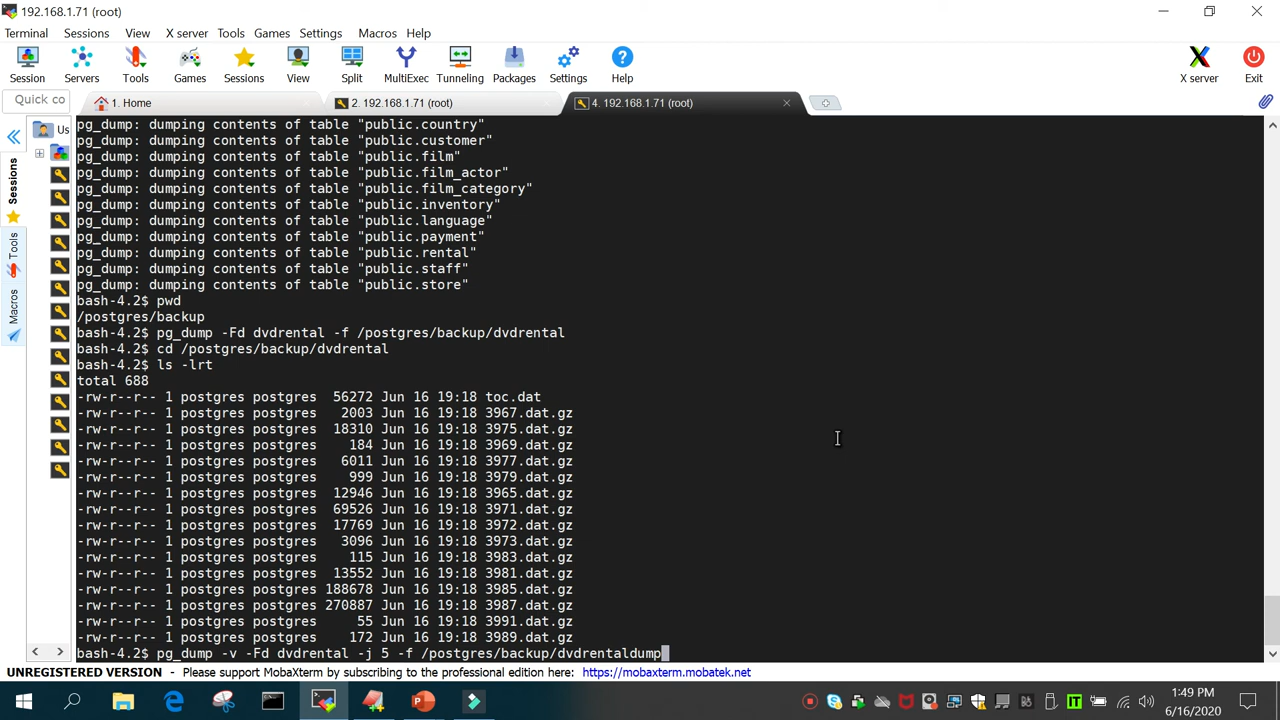 192.168.1.71 (root)
Terminal Sessions View X server Tools Games Settings Macros Help
Session Servers Tools Games Sessions View Split MultiExec Tunneling Packages Settings Help X server Exit
Quick co 1. Home 2. 192.168.1.71 (root) 4. 192.168.1.71 (root)
Us
Sessions
Tools
Macros
pg_dump: dumping contents of table "public.country"
pg_dump: dumping contents of table "public.customer"
pg_dump: dumping contents of table "public.film"
pg_dump: dumping contents of table "public.film_actor"
pg_dump: dumping contents of table "public.film_category"
pg_dump: dumping contents of table "public.inventory"
pg_dump: dumping contents of table "public.language"
pg_dump: dumping contents of table "public.payment"
pg_dump: dumping contents of table "public.rental"
pg_dump: dumping contents of table "public.staff"
pg_dump: dumping contents of table "public.store"
bash-4.2$ pwd
/postgres/backup
bash-4.2$ pg_dump -Fd dvdrental -f /postgres/backup/dvdrental
bash-4.2$ cd /postgres/backup/dvdrental
bash-4.2$ ls -lrt
total 688
-rw-r--r-- 1 postgres postgres 56272 Jun 16 19:18 toc.dat
-rw-r--r-- 1 postgres postgres 2003 Jun 16 19:18 3967.dat.gz
-rw-r--r-- 1 postgres postgres 18310 Jun 16 19:18 3975.dat.gz
-rw-r--r-- 1 postgres postgres 184 Jun 16 19:18 3969.dat.gz
-rw-r--r-- 1 postgres postgres 6011 Jun 16 19:18 3977.dat.gz
-rw-r--r-- 1 postgres postgres 999 Jun 16 19:18 3979.dat.gz
-rw-r--r-- 1 postgres postgres 12946 Jun 16 19:18 3965.dat.gz
-rw-r--r-- 1 postgres postgres 69526 Jun 16 19:18 3971.dat.gz
-rw-r--r-- 1 postgres postgres 17769 Jun 16 19:18 3972.dat.gz
-rw-r--r-- 1 postgres postgres 3096 Jun 16 19:18 3973.dat.gz
-rw-r--r-- 1 postgres postgres 115 Jun 16 19:18 3983.dat.gz
-rw-r--r-- 1 postgres postgres 13552 Jun 16 19:18 3981.dat.gz
-rw-r--r-- 1 postgres postgres 188678 Jun 16 19:18 3985.dat.gz
-rw-r--r-- 1 postgres postgres 270887 Jun 16 19:18 3987.dat.gz
-rw-r--r-- 1 postgres postgres 55 Jun 16 19:18 3991.dat.gz
-rw-r--r-- 1 postgres postgres 172 Jun 16 19:18 3989.dat.gz
bash-4.2$ pg_dump -v -Fd dvdrental -j 5 -f /postgres/backup/dvdrentaldump
UNREGISTERED VERSION - Please support MobaXterm by subscribing to the professional edition here: https://mobaxterm.mobatek.net
1:49 PM
6/16/2020